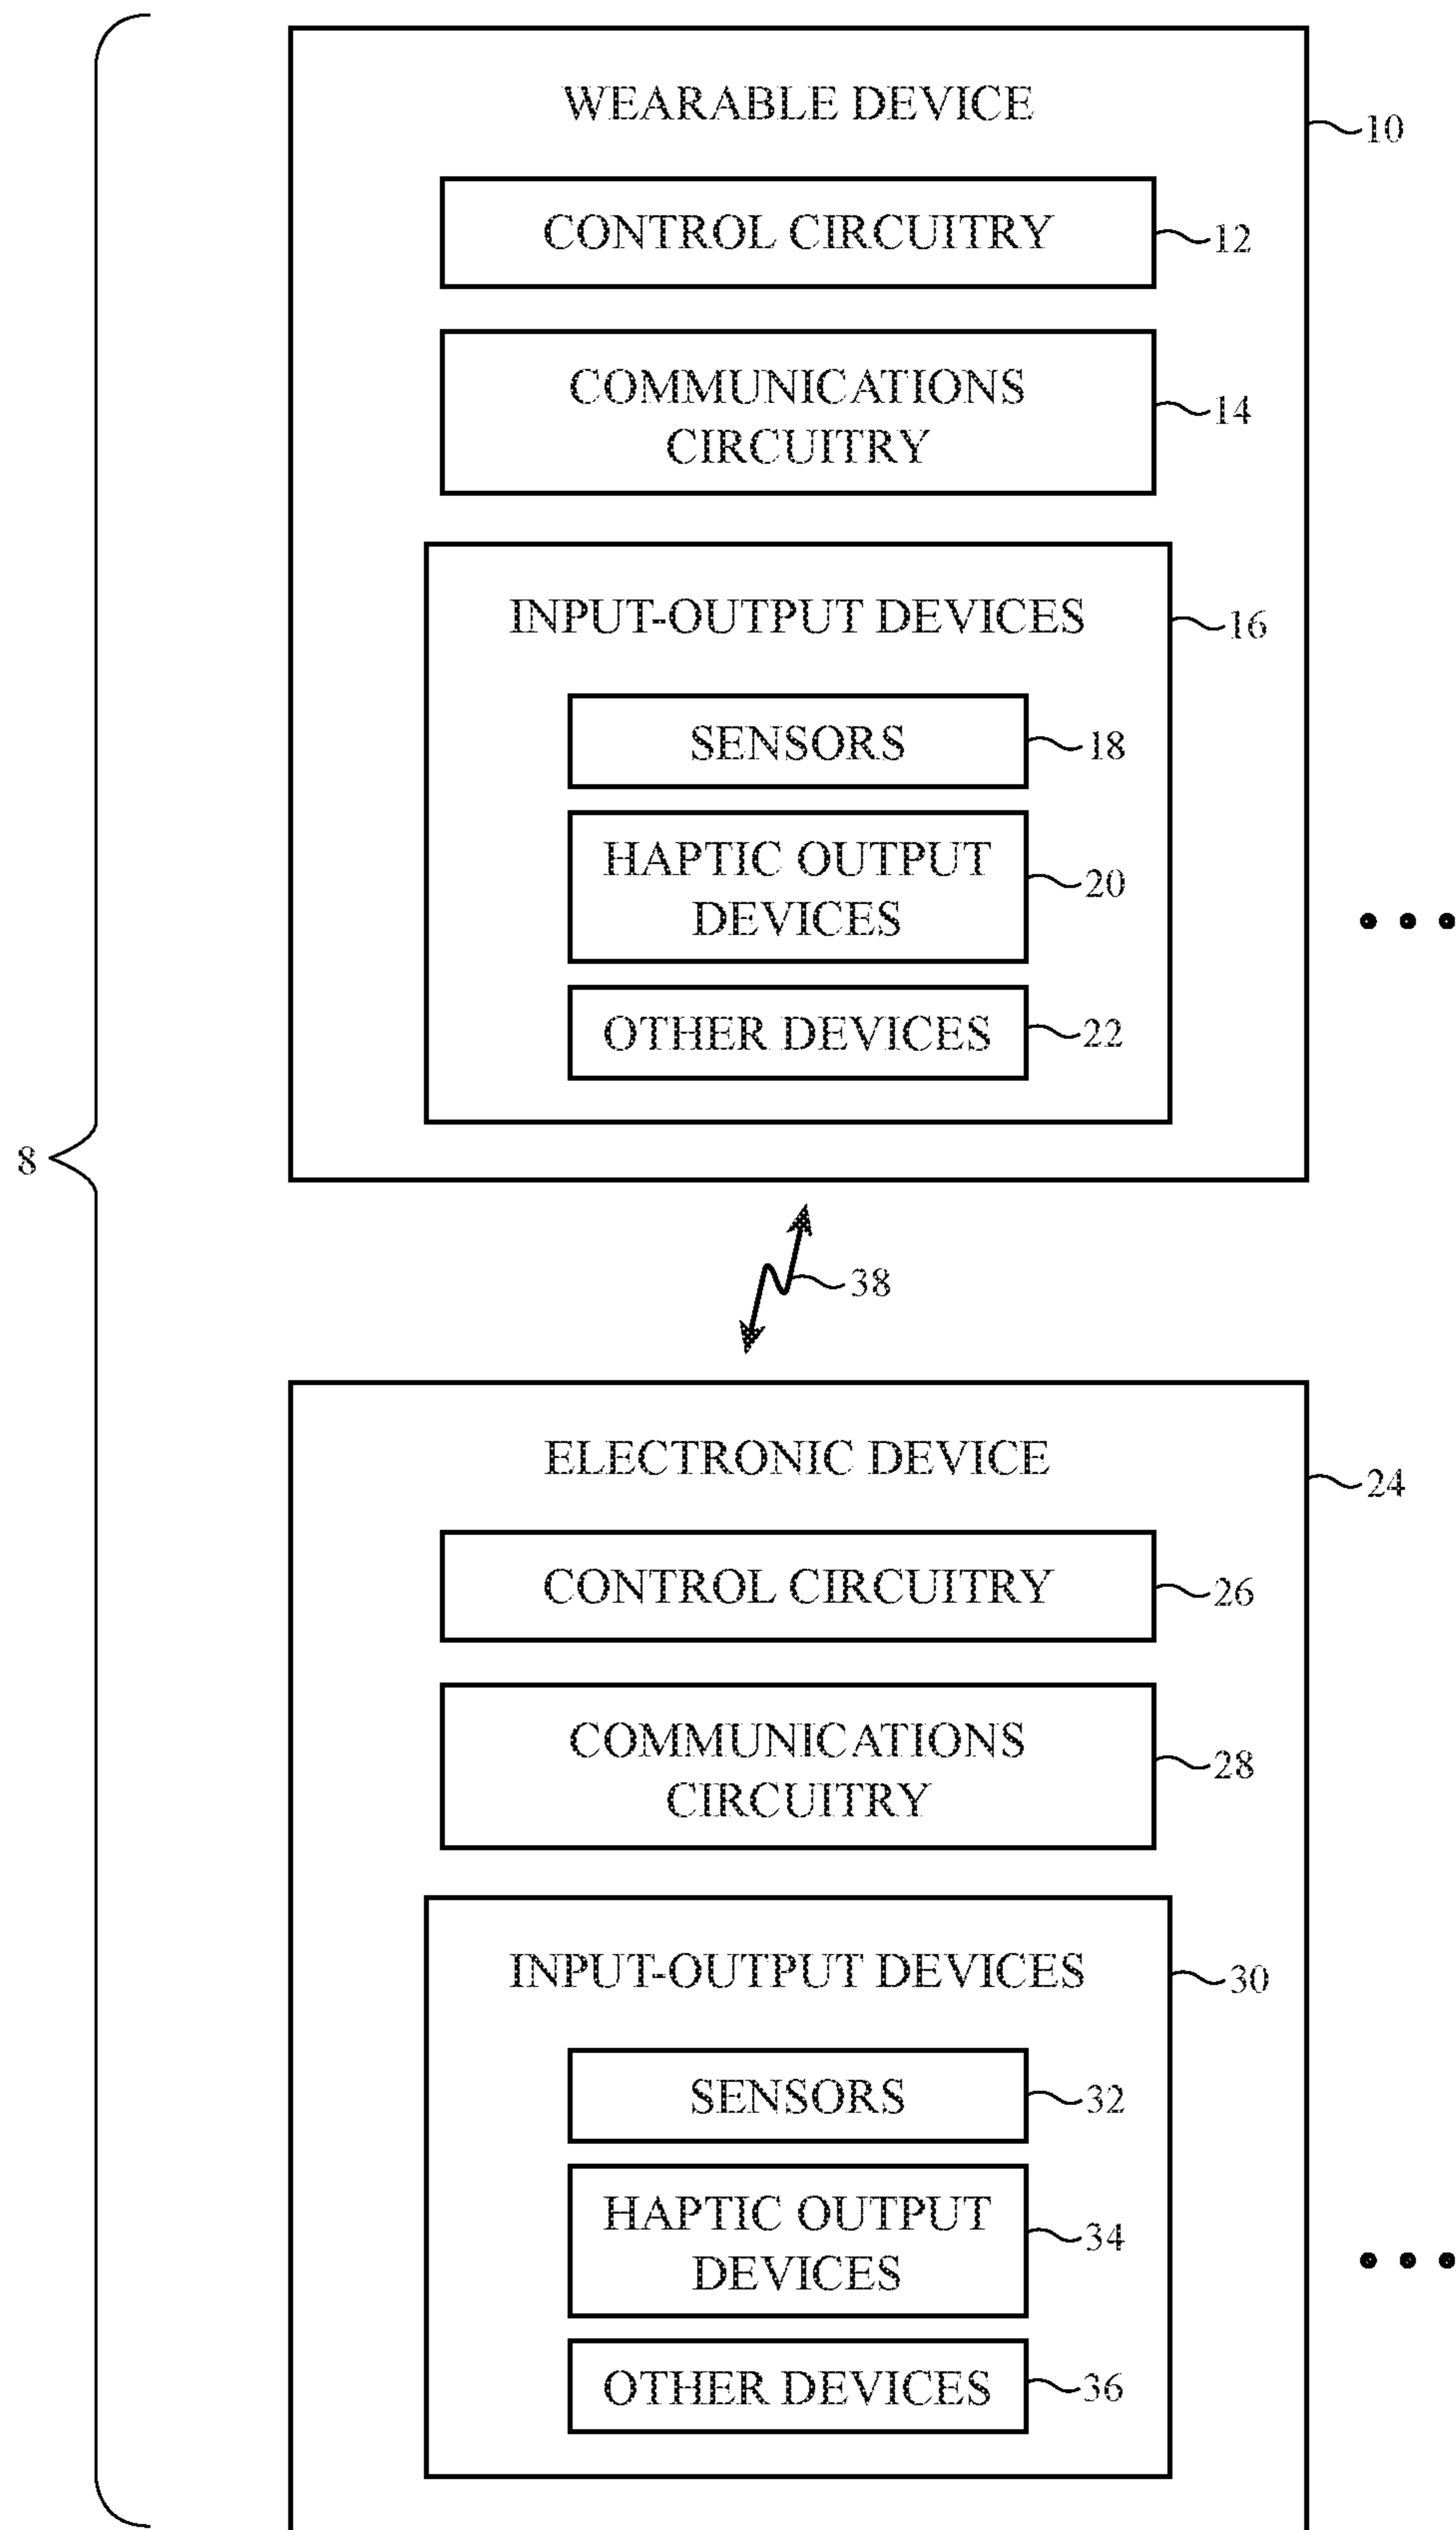 WEARABLE DEVICE
10
CONTROL CIRCUITRY
12
COMMUNICATIONS
CIRCUITRY
14
INPUT-OUTPUT DEVICES
16
SENSORS
18
HAPTIC OUTPUT
DEVICES
20
OTHER DEVICES
22
8
38
ELECTRONIC DEVICE
24
CONTROL CIRCUITRY
26
COMMUNICATIONS
CIRCUITRY
28
INPUT-OUTPUT DEVICES
30
SENSORS
32
HAPTIC OUTPUT
DEVICES
34
OTHER DEVICES
36